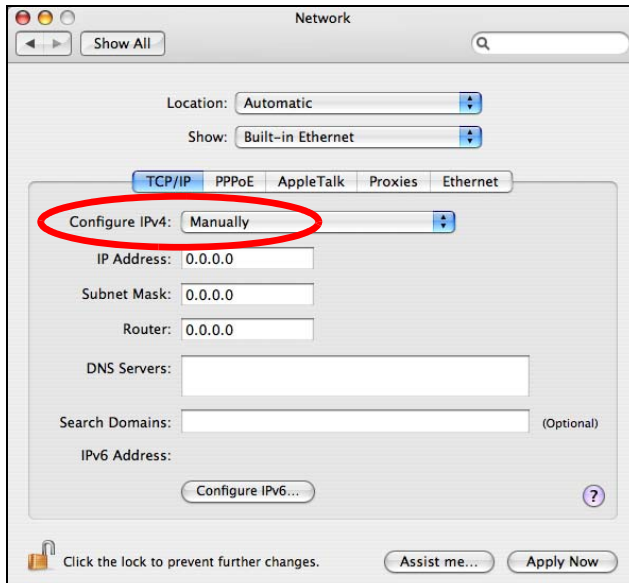 Network
Show All
Location: Automatic
Show: Built-in Ethernet
TCP/IP PPPoE AppleTalk Proxies Ethernet
Configure IPv4: Manually
IP Address: 0.0.0.0
Subnet Mask: 0.0.0.0
Router: 0.0.0.0
DNS Servers:
Search Domains: (Optional)
IPv6 Address:
Configure IPv6...
?
Click the lock to prevent further changes. Assist me... Apply Now